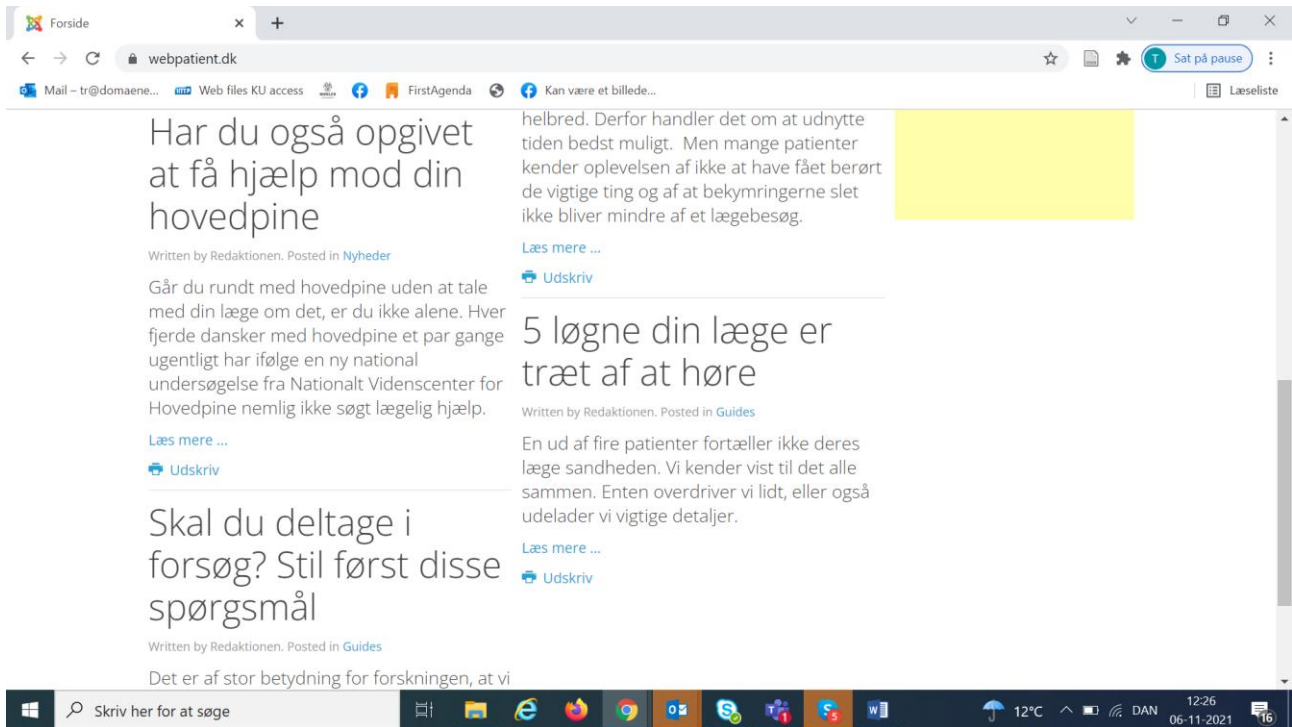 Forside
webpatient.dk
Sat på pause
Mail – tr@domaene... Web files KU access FirstAgenda Kan være et billede... Læseliste
Har du også opgivet
at få hjælp mod din
hovedpine
Written by Redaktionen. Posted in Nyheder
Går du rundt med hovedpine uden at tale
med din læge om det, er du ikke alene. Hver
fjerde dansker med hovedpine et par gange
ugentligt har ifølge en ny national
undersøgelse fra Nationalt Videnscenter for
Hovedpine nemlig ikke søgt lægelig hjælp.
Læs mere ...
Udskriv
Skal du deltage i
forsøg? Stil først disse
spørgsmål
Written by Redaktionen. Posted in Guides
Det er af stor betydning for forskningen, at vi
helbred. Derfor handler det om at udnytte
tiden bedst muligt. Men mange patienter
kender oplevelsen af ikke at have fået berørt
de vigtige ting og af at bekymringerne slet
ikke bliver mindre af et lægebesøg.
Læs mere ...
Udskriv
5 løgne din læge er
træt af at høre
Written by Redaktionen. Posted in Guides
En ud af fire patienter fortæller ikke deres
læge sandheden. Vi kender vist til det alle
sammen. Enten overdriver vi lidt, eller også
udelader vi vigtige detaljer.
Læs mere ...
Udskriv
Skriv her for at søge
12°C
DAN
12:26
06-11-2021
16